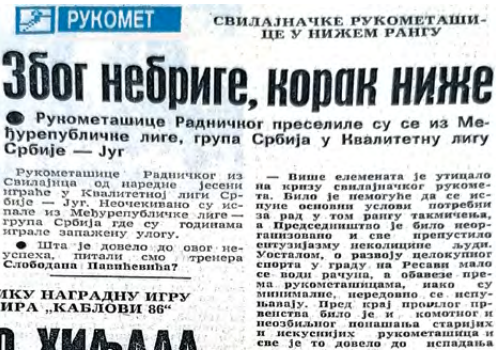 РУКОМЕТ
СВИЛАЈНАЧКЕ РУКОМЕТАШИ-
ЦЕ У НИЖЕМ РАНГУ
Због небриге, корак ниже
● Рукометашице Радничног преселиле су се из Ме-
ђурепубличке лиге, група Србија у Квалитетну лигу
Србије — Југ
Рукометашице Радничког из
Свилајнца од наредне јесени
играће у Квалитетној лиги Ср-
бије — Југ. Неочекивано су ис-
пале из Међурепубличке лиге —
група Србија где су годинама
играле запажену улогу.
● Шта је довело до овог не-
успеха, питали смо тренера
Слободана Павићевића?
— Више елемената је утицало
на кризу свилајначког рукоме-
та. Било је немогуће да се ис-
пуне основни услови потребни
за рад у том рангу такмичења,
а Председништво је било неор-
ганизовано и све препустило
ентузијазму неколицине људи.
Уосталом, о развоју целокупног
спорта у граду на Ресави мало
се води рачуна, а обавезе пре-
ма рукометашицама, иако су
минималне, нередовно се испу-
њавају. Пред крај прошлог пр-
венства било је и комотног и
неозбиљног понашања старијих
и искуснијих рукометашица и
све је то довело до испадања
ИКУ НАГРАДНУ ИГРУ
ИРА „КАБЛОВИ 86"
ХИЉАДА